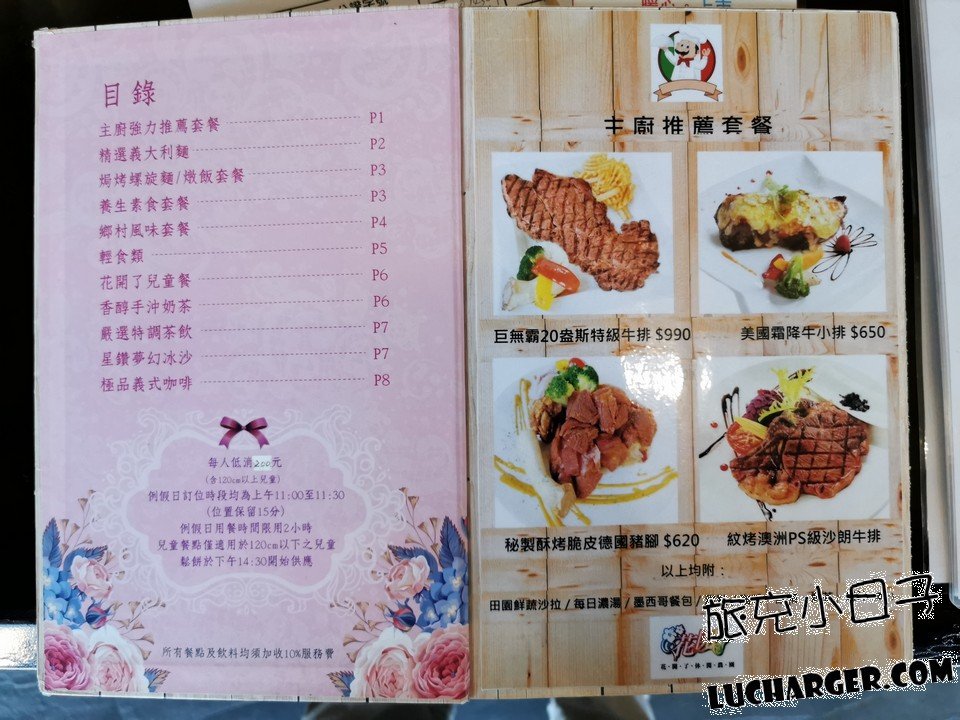 目錄
主廚強力推薦套餐 P1
精選義大利麵 P2
焗烤螺旋麵/燉飯套餐 P3
養生素食套餐 P3
鄉村風味套餐 P4
輕食類 P5
花開了兒童餐 P6
香醇手沖奶茶 P6
嚴選特調茶飲 P7
星鑽夢幻冰沙 P7
極品義式咖啡 P8
每人低消200元
(含120cm以上兒童)
例假日訂位時段均為上午11:00至11:30
(位置保留15分)
例假日用餐時間限用2小時
兒童餐點僅適用於120cm以下之兒童
鬆餅於下午14:30開始供應
所有餐點及飲料均須加收10%服務費
主廚推薦套餐
巨無霸20盎斯特級牛排 $990
美國霜降牛小排 $650
秘製酥烤脆皮德國豬腳 $620
紋烤澳洲PS級沙朗牛排
以上均附：
田園鮮蔬沙拉 / 每日濃湯 / 墨西哥餐包 /
花開了休閒農園
旅充小日子
LUCHARGER.COM